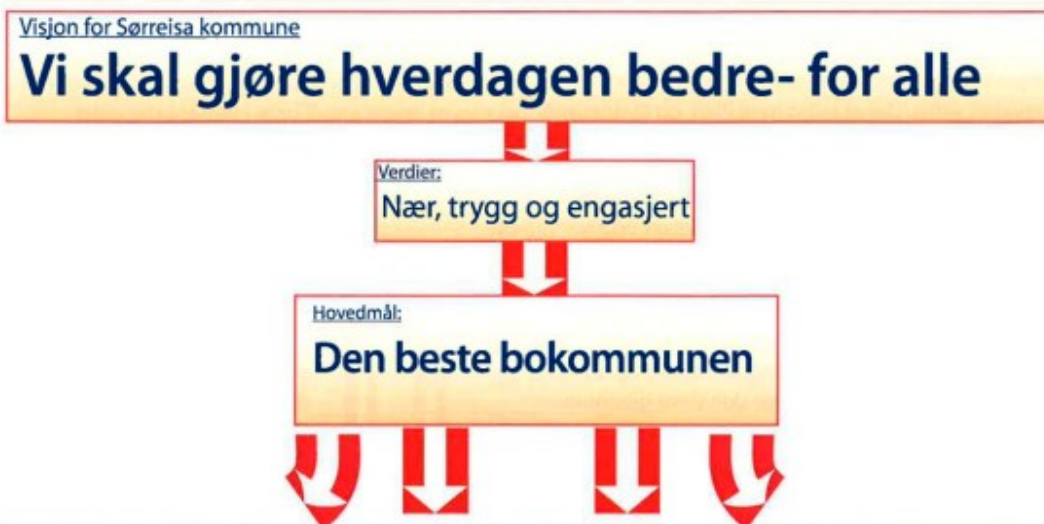 Visjon for Sørreisa kommune
Vi skal gjøre hverdagen bedre- for alle
Verdier:
Nær, trygg og engasjert
Hovedmål:
Den beste bokommunen